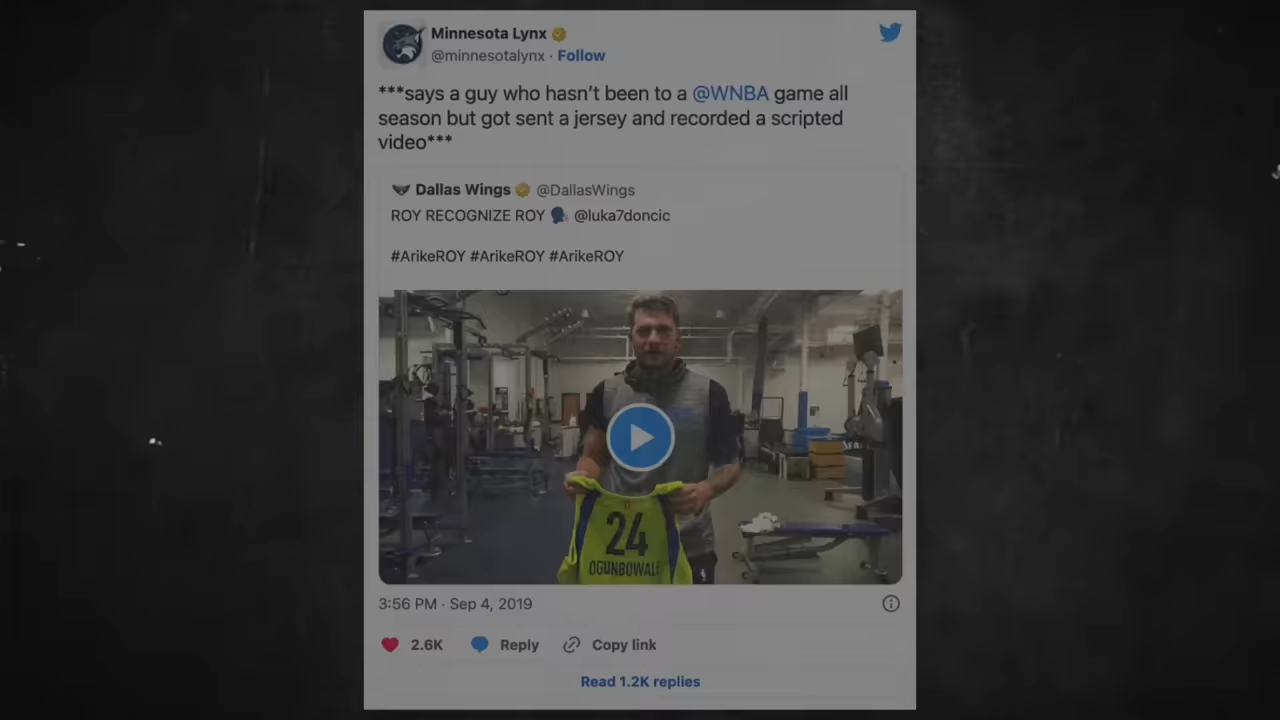 Minnesota Lynx
@minnesotalynx · Follow
***says a guy who hasn't been to a @WNBA game all
season but got sent a jersey and recorded a scripted
video***
Dallas Wings @DallasWings
ROY RECOGNIZE ROY 🗣 @luka7doncic
#ArikeROY #ArikeROY #ArikeROY
24
OGUNBOWALE
3:56 PM · Sep 4, 2019
2.6K Reply Copy link
Read 1.2K replies